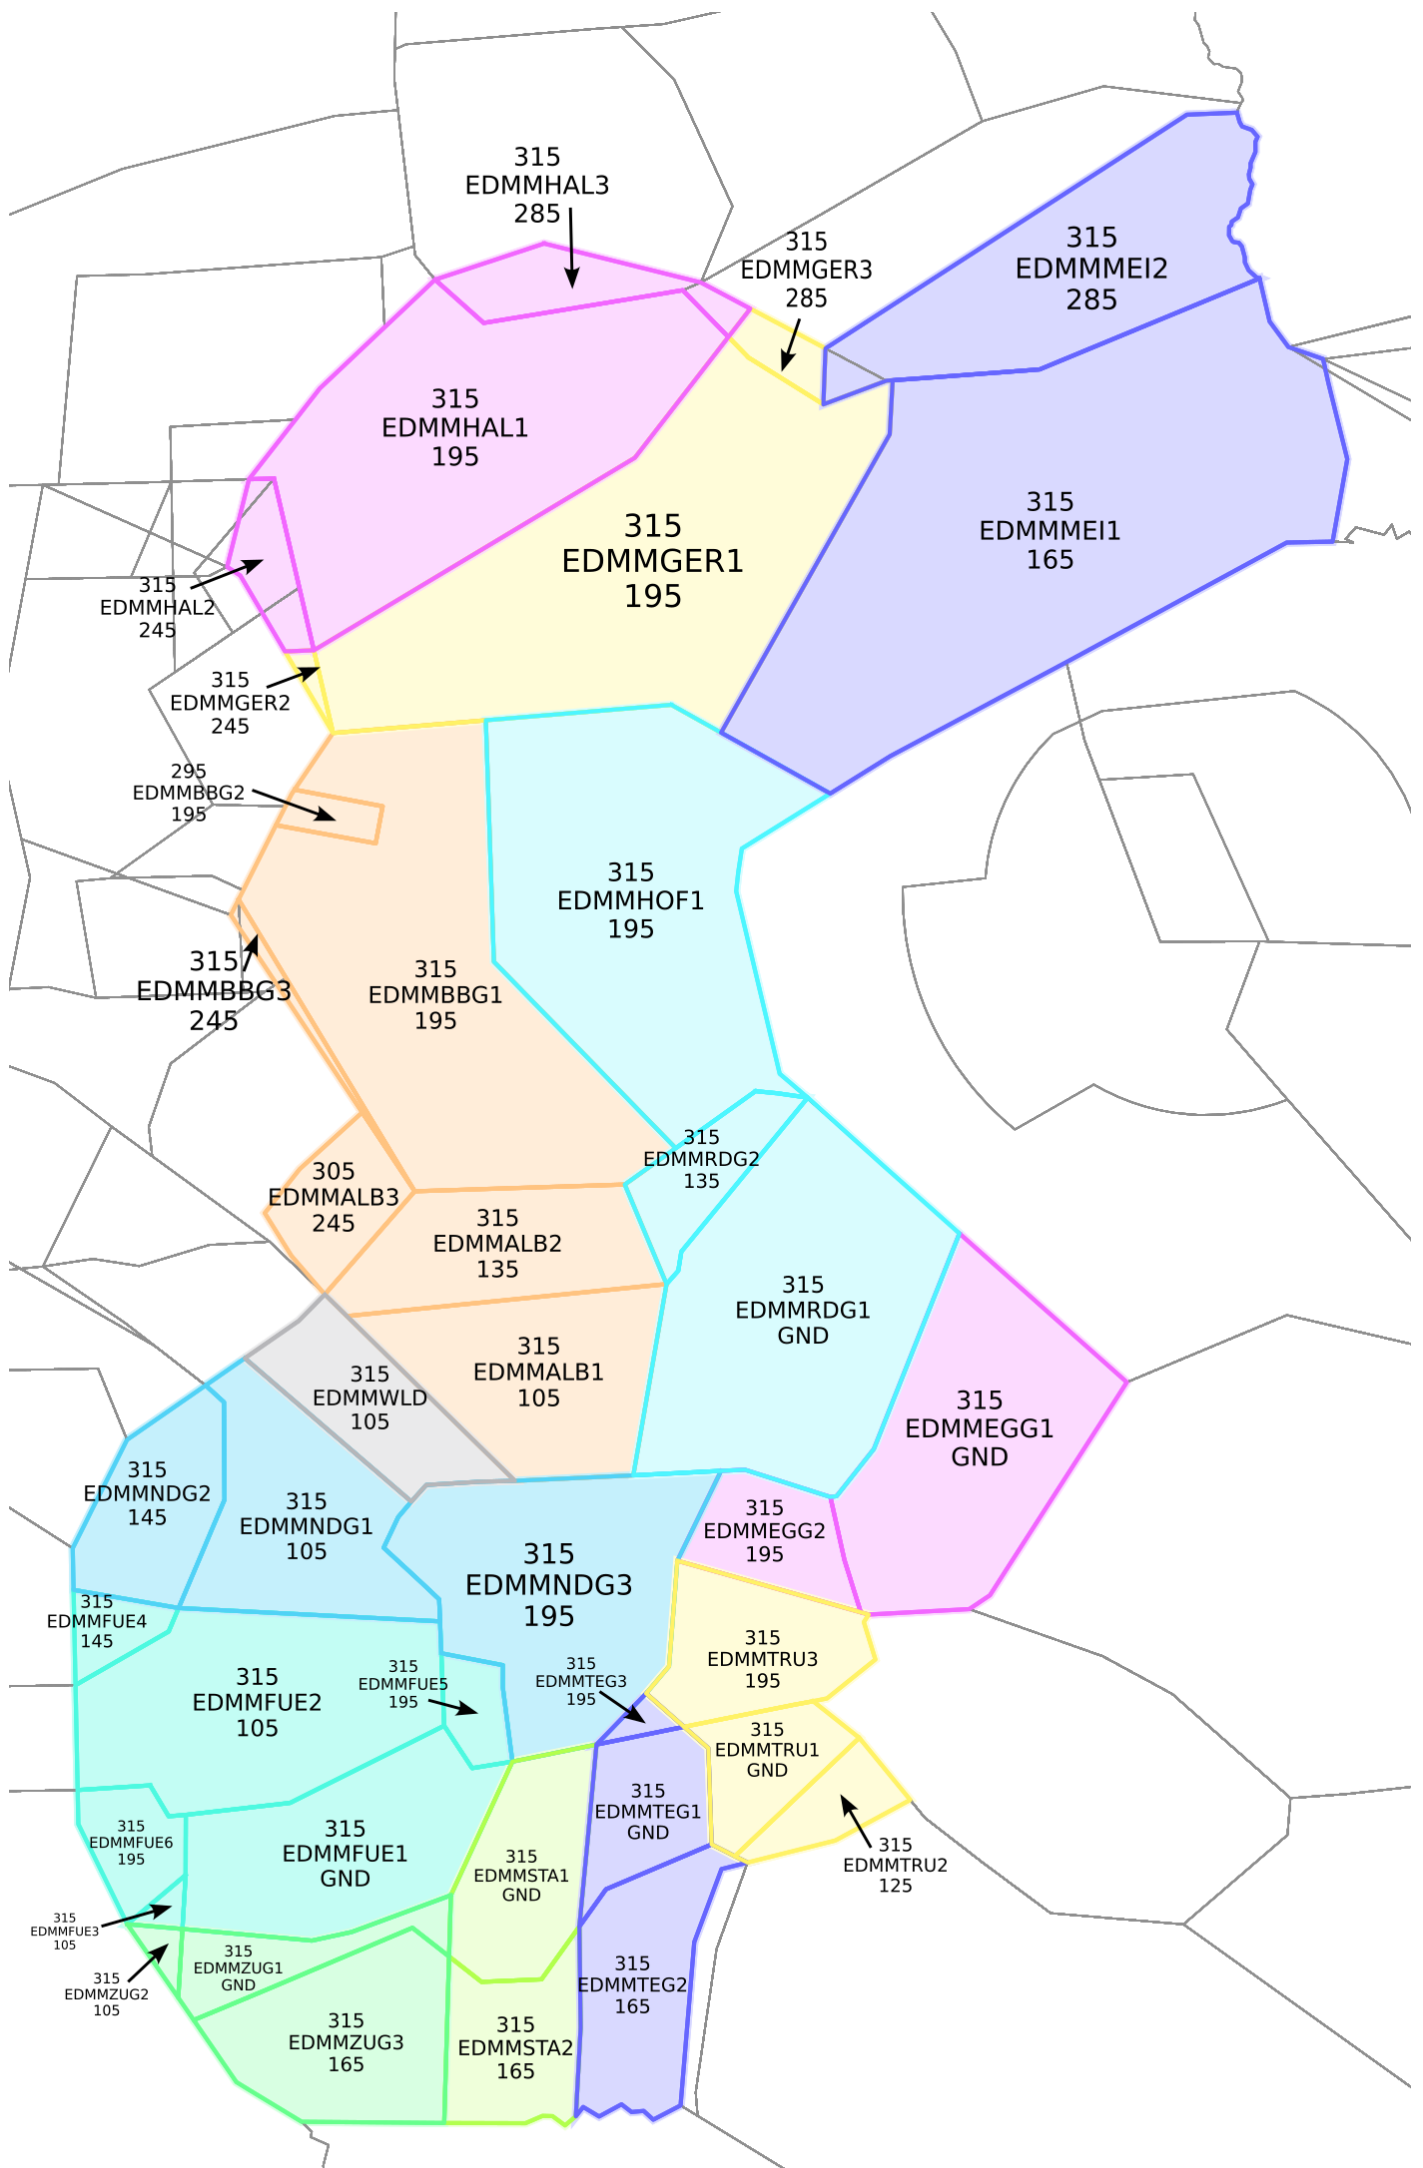 315
EDMMHAL3
285
315
EDMMGER3
285
315
EDMMMEI2
285
315
EDMMHAL1
195
315
EDMMGER1
195
315
EDMMMEI1
165
315
EDMMHAL2
245
315
EDMMGER2
245
295
EDMMBBG2
195
315
EDMMHOF1
195
315
EDMMBBG3
245
315
EDMMBBG1
195
315
EDMMRDG2
135
305
EDMMALB3
245
315
EDMMALB2
135
315
EDMMRDG1
GND
315
EDMMALB1
105
315
EDMMWLD
105
315
EDMMEGG1
GND
315
EDMMNDG2
145
315
EDMMNDG1
105
315
EDMMEGG2
195
315
EDMMNDG3
195
315
EDMMFUE4
145
315
EDMMTRU3
195
315
EDMMFUE2
105
315
EDMMFUE5
195
315
EDMMTEG3
195
315
EDMMTRU1
GND
315
EDMMTEG1
GND
315
EDMMFUE6
195
315
EDMMFUE1
GND
315
EDMMSTA1
GND
315
EDMMTRU2
125
315
EDMMFUE3
105
315
EDMMZUG1
GND
315
EDMMZUG2
105
315
EDMMTEG2
165
315
EDMMZUG3
165
315
EDMMSTA2
165